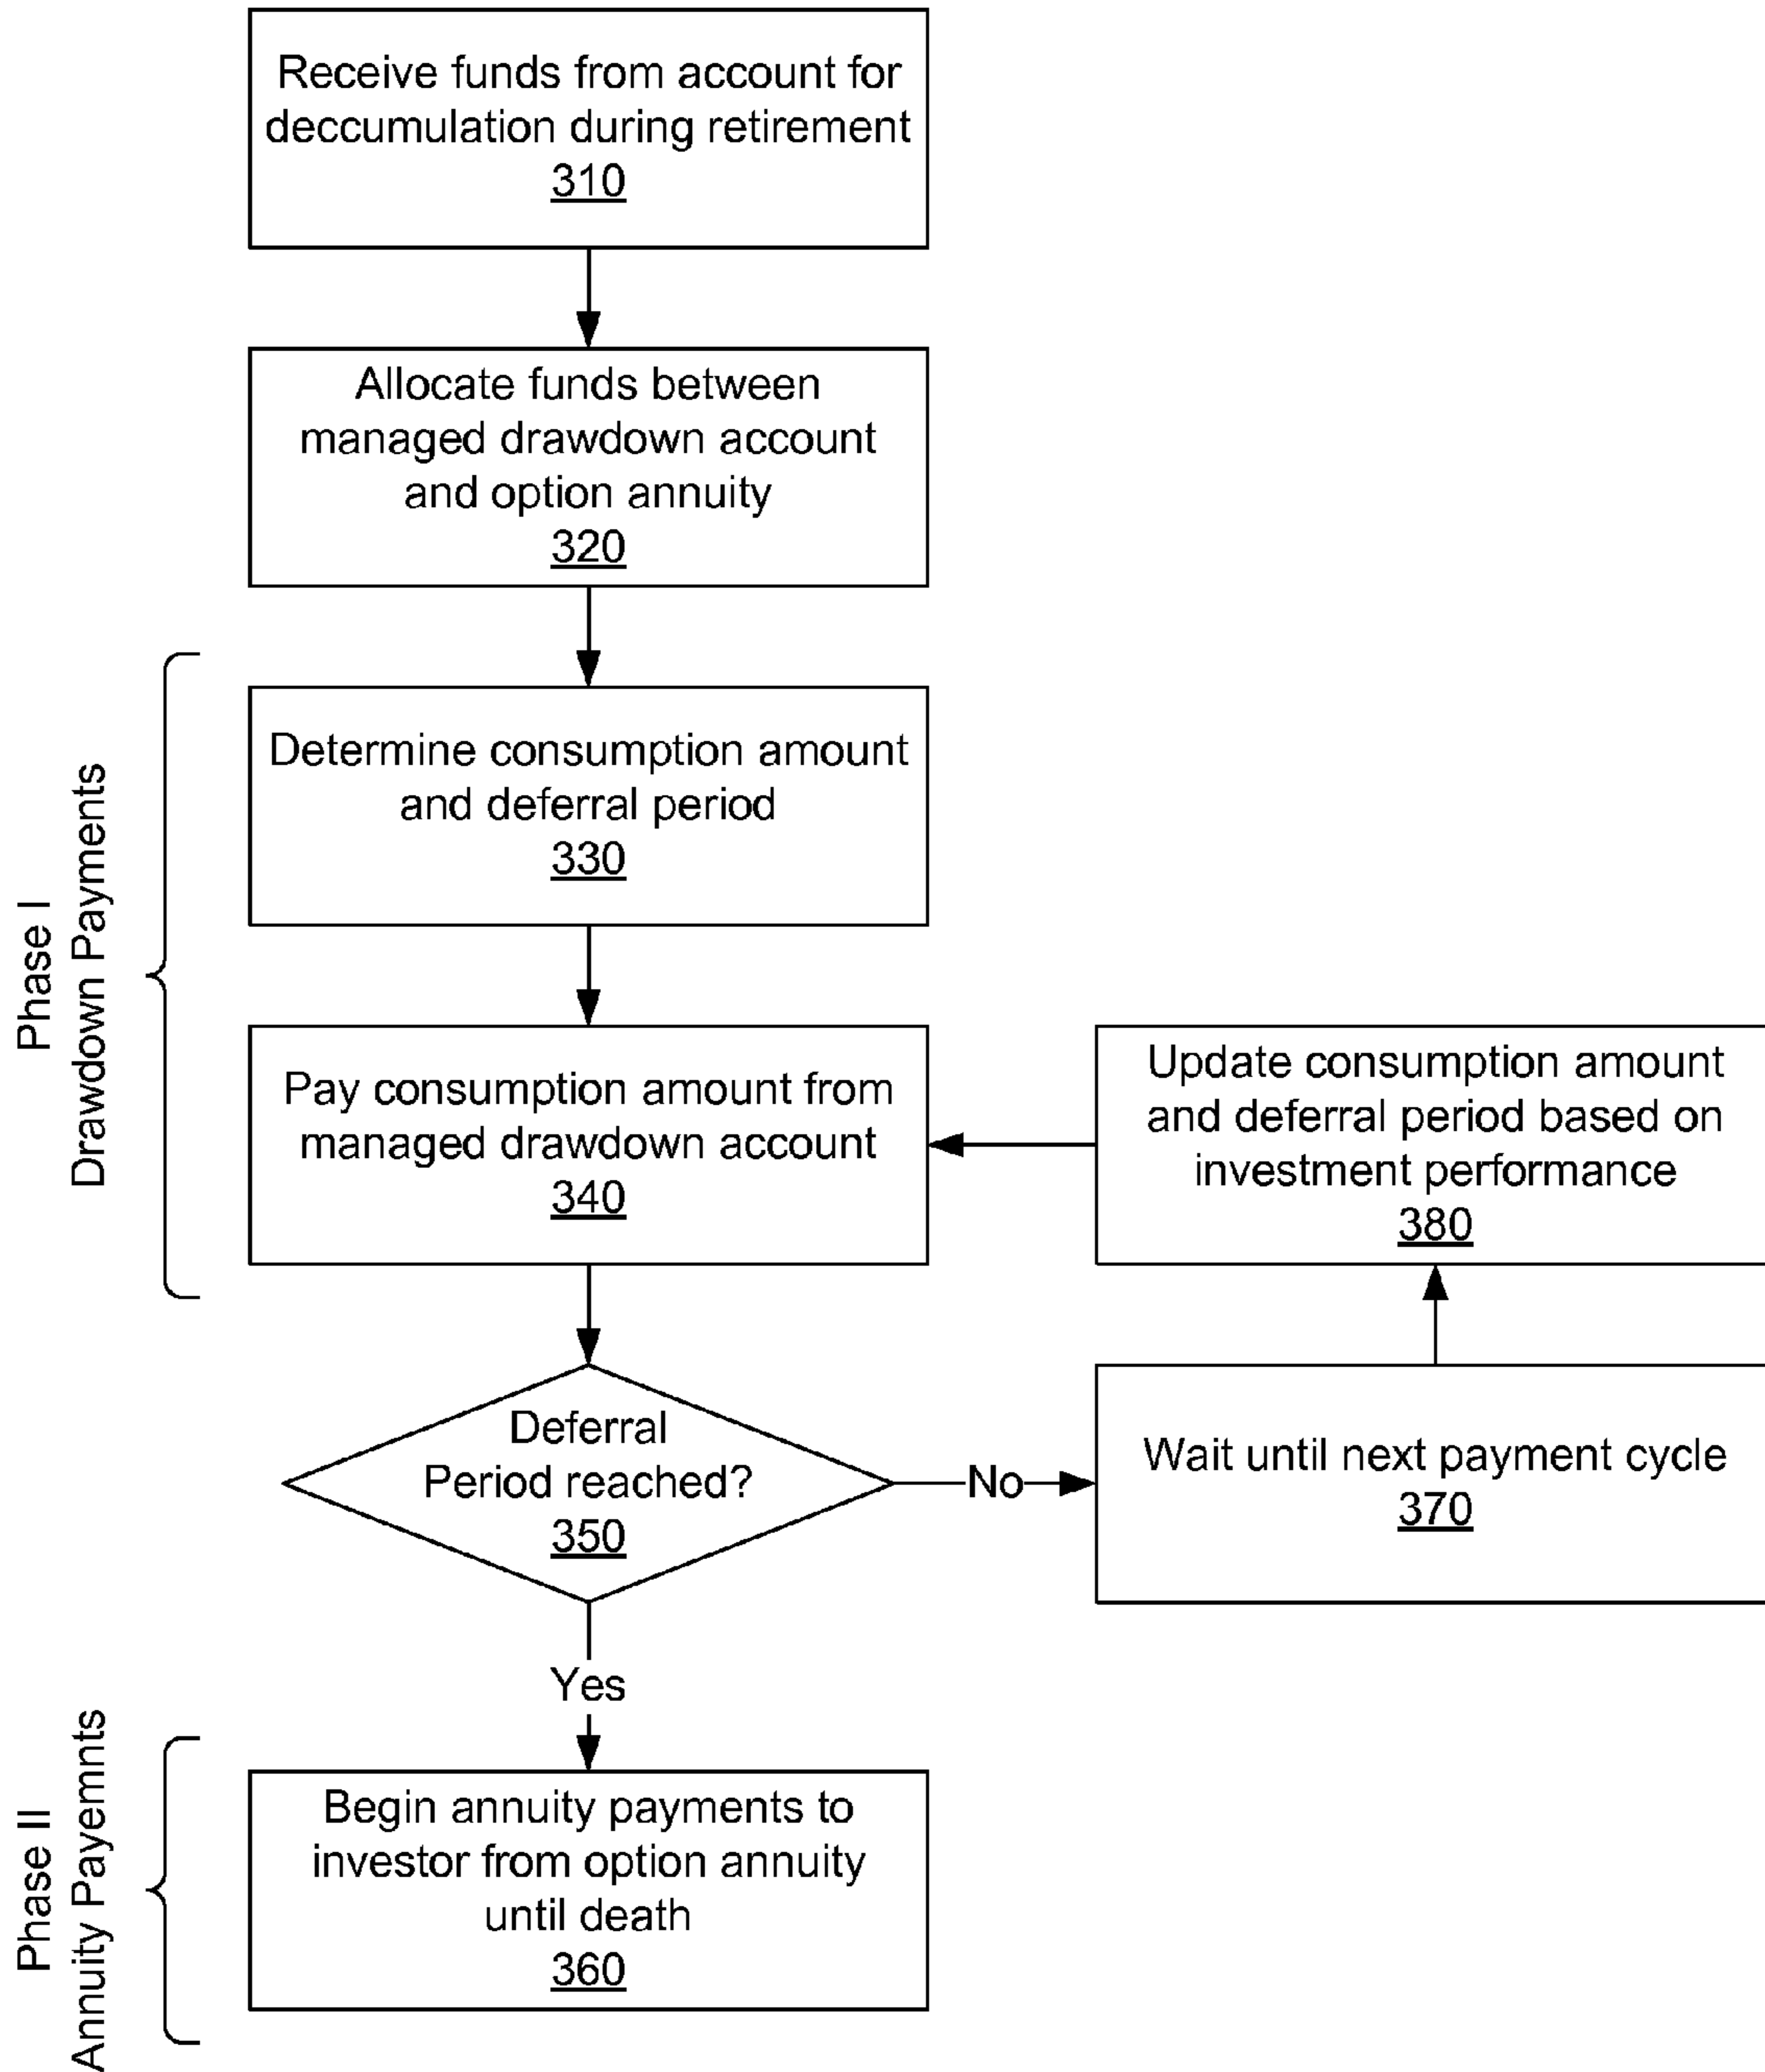 Receive funds from account for
deccumulation during retirement
310
Allocate funds between
managed drawdown account
and option annuity
320
Phase I
Drawdown Payments
Determine consumption amount
and deferral period
330
Pay consumption amount from
managed drawdown account
340
Update consumption amount
and deferral period based on
investment performance
380
Deferral
Period reached?
350
No
Wait until next payment cycle
370
Yes
Phase II
Annuity Payemnts
Begin annuity payments to
investor from option annuity
until death
360